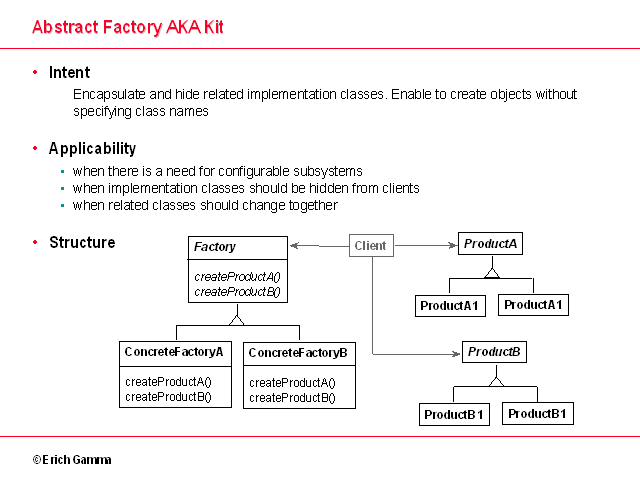 Abstract Factory AKA Kit
• Intent
Encapsulate and hide related implementation classes. Enable to create objects without
specifying class names
• Applicability
• when there is a need for configurable subsystems
• when implementation classes should be hidden from clients
• when related classes should change together
• Structure
Factory
createProductA()
createProductB()
Client
ProductA
ProductA1
ProductA1
ConcreteFactoryA
createProductA()
createProductB()
ConcreteFactoryB
createProductA()
createProductB()
ProductB
ProductB1
ProductB1
© Erich Gamma